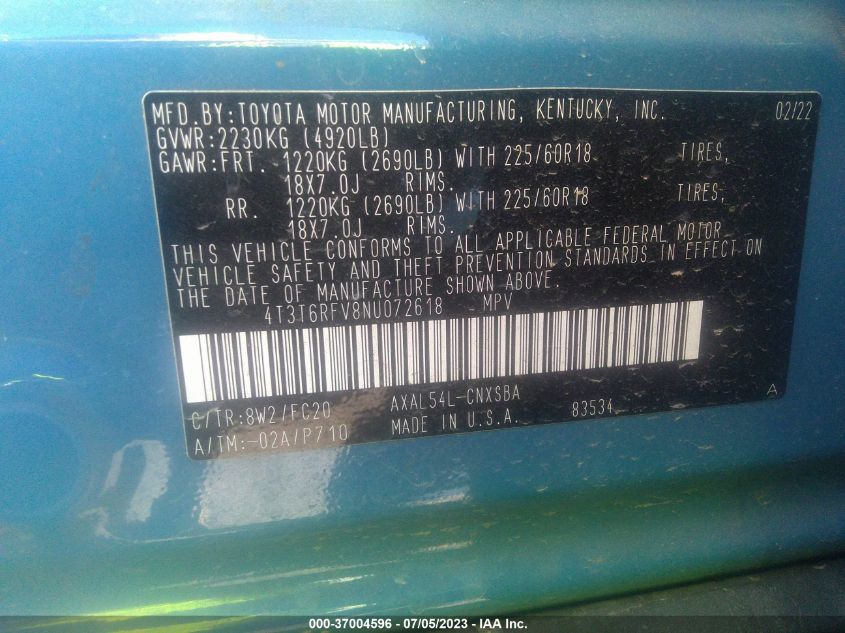 MFD.BY:TOYOTA MOTOR MANUFACTURING, KENTUCKY, INC. 02/22
GVWR:2230KG (4920LB)
GAWR:FRT. 1220KG (2690LB) WITH 225/60R18 TIRES,
18X7.0J RIMS.
RR. 1220KG (2690LB) WITH 225/60R18 TIRES,
18X7.0J RIMS.
THIS VEHICLE CONFORMS TO ALL APPLICABLE FEDERAL MOTOR
VEHICLE SAFETY AND THEFT PREVENTION STANDARDS IN EFFECT ON
THE DATE OF MANUFACTURE SHOWN ABOVE.
4T3T6RFV8NU072618 MPV
C/TR:8W2/FC20 AXAL54L-CNXSBA
A/TM:-02A/P710 MADE IN U.S.A. 83534 A
000-37004596 - 07/05/2023 - IAA Inc.